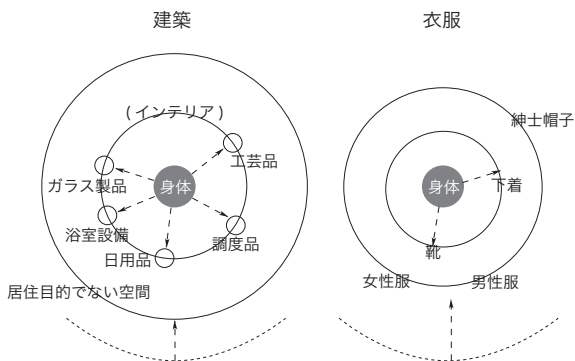 建築
衣服
(インテリア)
紳士帽子
工芸品
ガラス製品
身体
身体
下着
浴室設備
調度品
靴
日用品
女性服
男性服
居住目的でない空間